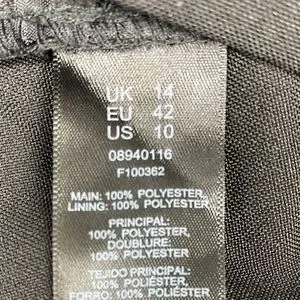 UK 14
EU 42
US 10
08940116
F100362
MAIN: 100% POLYESTER,
LINING: 100% POLYESTER
PRINCIPAL:
100% POLYESTER,
DOUBLURE:
100% POLYESTER
TEJIDO PRINCIPAL:
100% POLIÉSTER,
FORRO: 100% POLIÉSTER